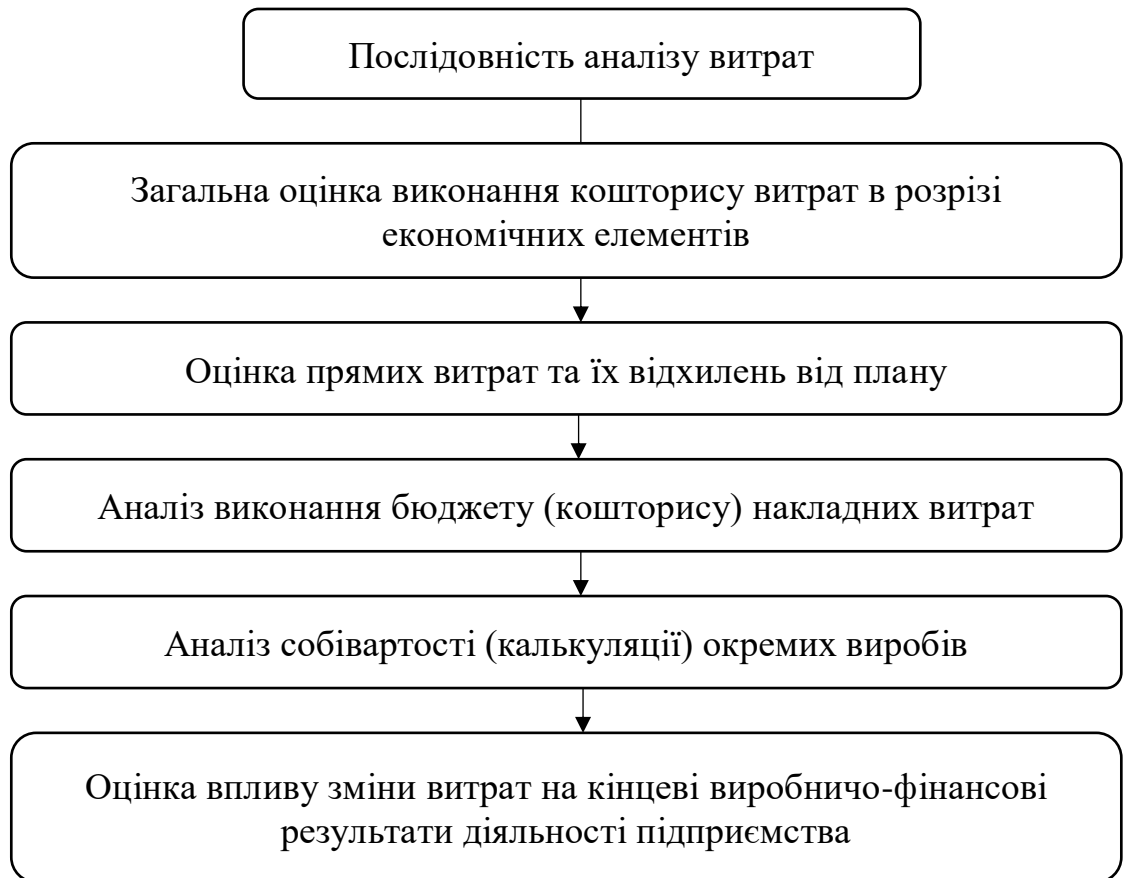 Послідовність аналізу витрат
Загальна оцінка виконання кошторису витрат в розрізі
економічних елементів
Оцінка прямих витрат та їх відхилень від плану
Аналіз виконання бюджету (кошторису) накладних витрат
Аналіз собівартості (калькуляції) окремих виробів
Оцінка впливу зміни витрат на кінцеві виробничо-фінансові
результати діяльності підприємства